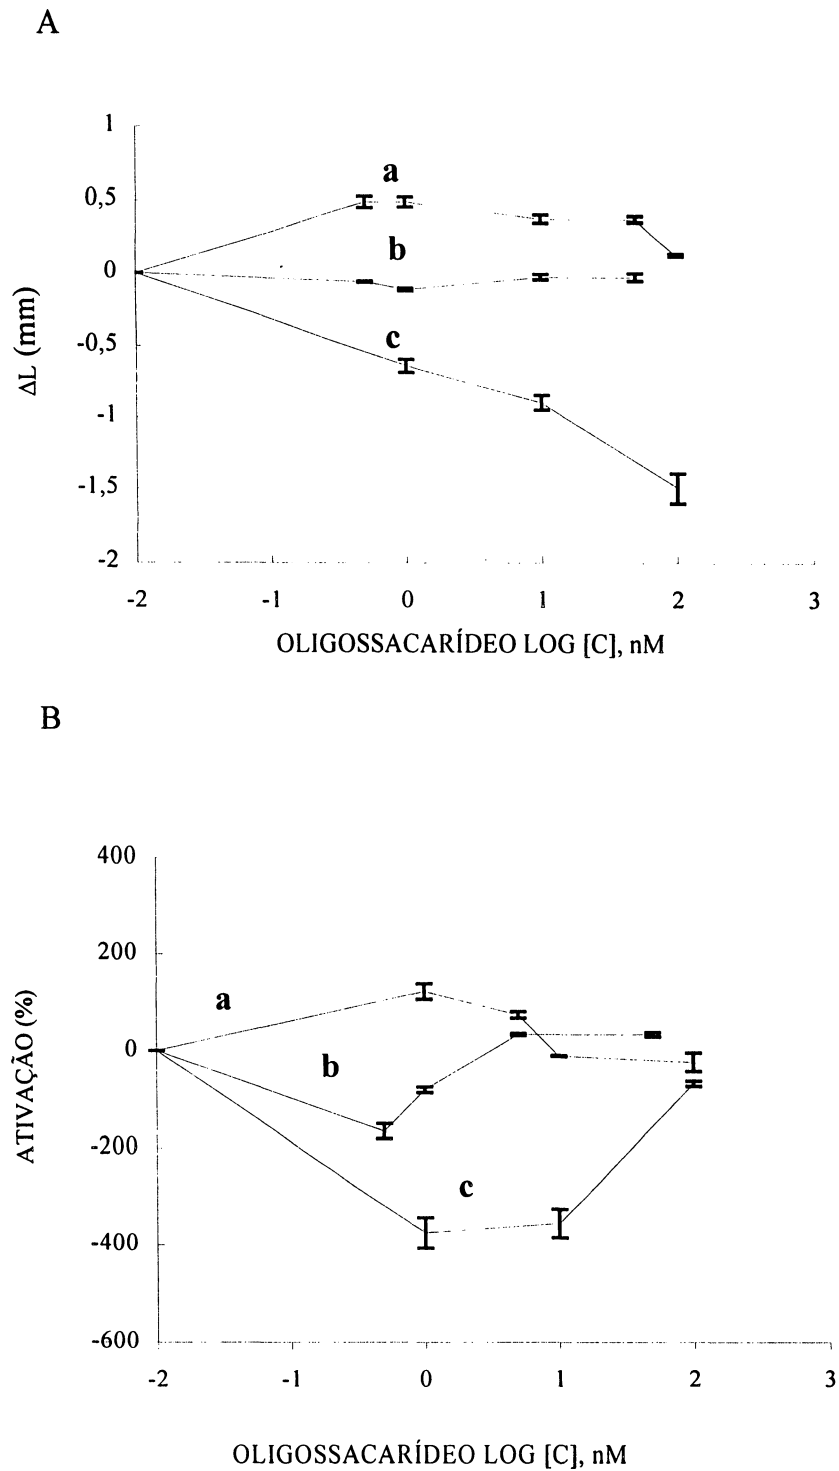 A
1
a
0,5
b
0
c
-0,5
ΔL (mm)
-1
-1,5
-2
-2 -1 0 1 2 3
OLIGOSSACARÍDEO LOG [C], nM
B
400
200
a
0
b
ATIVAÇÃO (%)
-200
c
-400
-600
-2 -1 0 1 2 3
OLIGOSSACARÍDEO LOG [C], nM